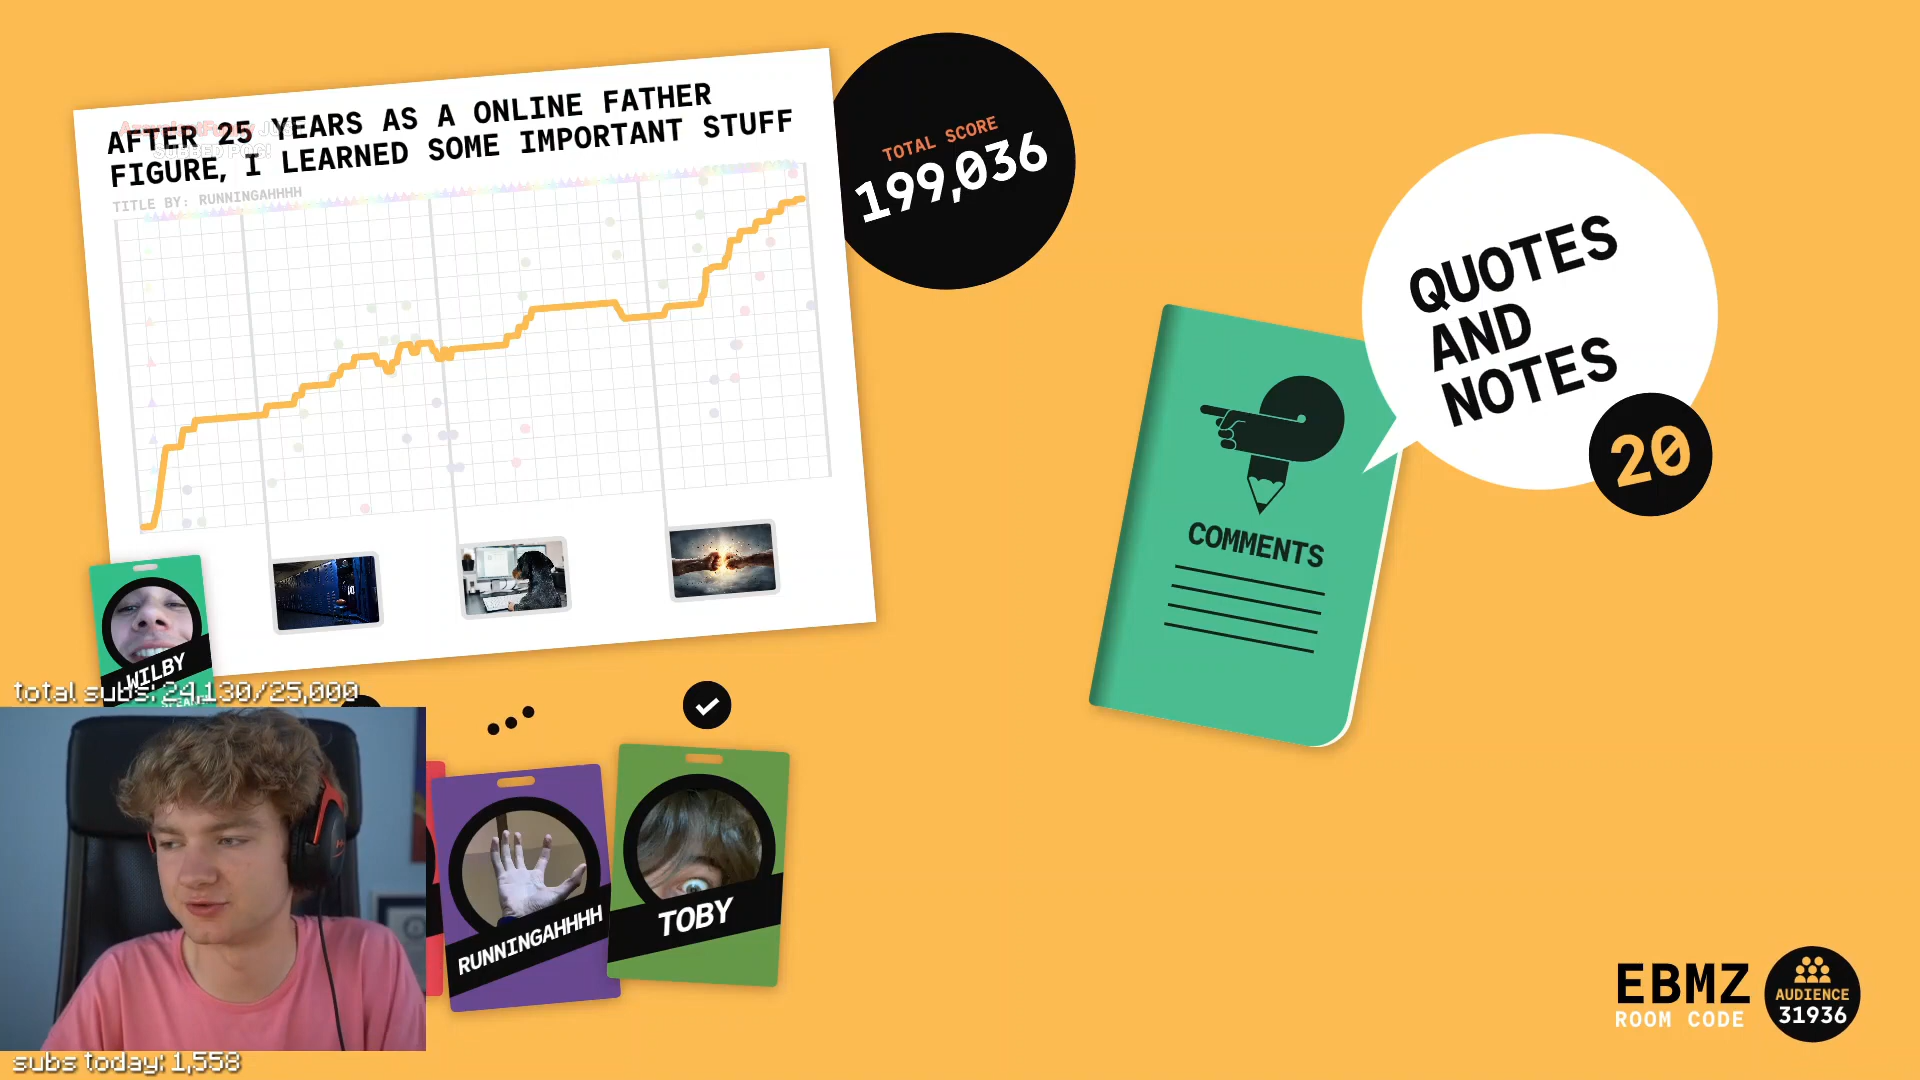 AFTER 25 YEARS AS A ONLINE FATHER
FIGURE, I LEARNED SOME IMPORTANT STUFF
SUBBED POG!
TITLE BY: RUNNINGAHHHH
TOTAL SCORE
199,036
QUOTES
AND
NOTES
20
COMMENTS
WILBY
total subs: 24,130/25,000
RUNNINGAHHHH
TOBY
EBMZ
ROOM CODE
AUDIENCE
31936
subs today: 1,558